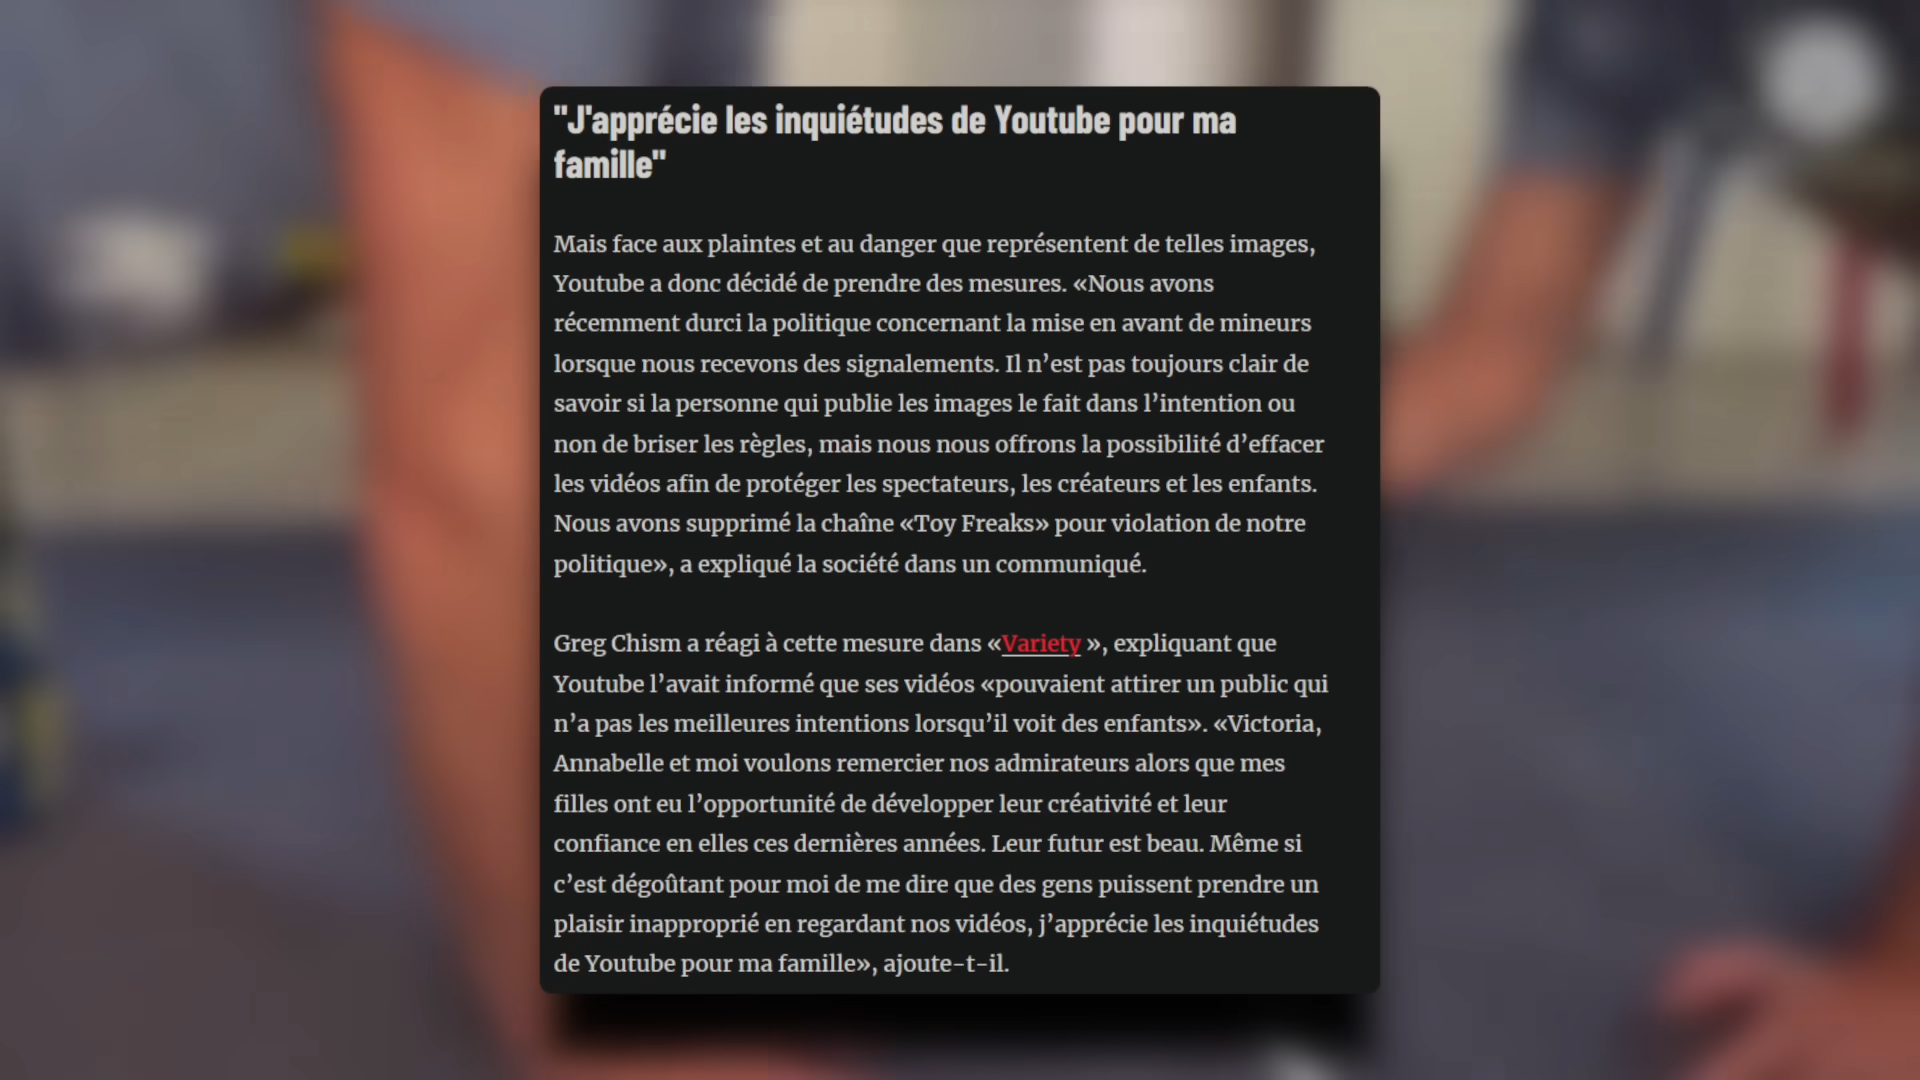 "J'apprécie les inquiétudes de Youtube pour ma
famille"
Mais face aux plaintes et au danger que représentent de telles images,
Youtube a donc décidé de prendre des mesures. «Nous avons
récemment durci la politique concernant la mise en avant de mineurs
lorsque nous recevons des signalements. Il n’est pas toujours clair de
savoir si la personne qui publie les images le fait dans l’intention ou
non de briser les règles, mais nous nous offrons la possibilité d’effacer
les vidéos afin de protéger les spectateurs, les créateurs et les enfants.
Nous avons supprimé la chaîne «Toy Freaks» pour violation de notre
politique», a expliqué la société dans un communiqué.
Greg Chism a réagi à cette mesure dans «Variety », expliquant que
Youtube l’avait informé que ses vidéos «pouvaient attirer un public qui
n’a pas les meilleures intentions lorsqu’il voit des enfants». «Victoria,
Annabelle et moi voulons remercier nos admirateurs alors que mes
filles ont eu l’opportunité de développer leur créativité et leur
confiance en elles ces dernières années. Leur futur est beau. Même si
c’est dégoûtant pour moi de me dire que des gens puissent prendre un
plaisir inapproprié en regardant nos vidéos, j’apprécie les inquiétudes
de Youtube pour ma famille», ajoute-t-il.